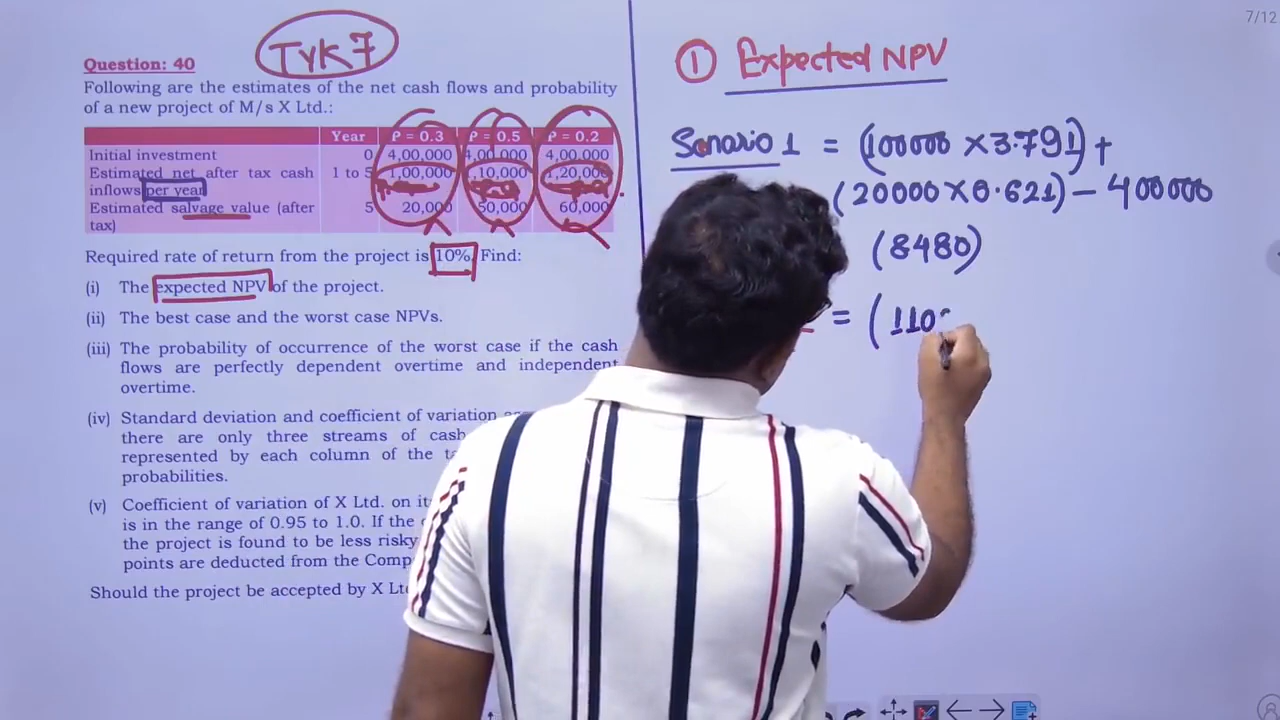 7/12
TYK 7
Question: 40
Following are the estimates of the net cash flows and probability
of a new project of M/s X Ltd.:
Year P = 0.3 P = 0.5 P = 0.2
Initial investment 0 4,00,000 4,00,000 4,00,000
Estimated net after tax cash 1 to 5 1,00,000 1,10,000 1,20,000
inflows per year
Estimated salvage value (after 5 20,000 50,000 60,000
tax)
Required rate of return from the project is 10%. Find:
(i) The expected NPV of the project.
(ii) The best case and the worst case NPVs.
(iii) The probability of occurrence of the worst case if the cash
flows are perfectly dependent overtime and independent
overtime.
(iv) Standard deviation and coefficient of variation
there are only three streams of cash
represented by each column of the
probabilities.
(v) Coefficient of variation of X Ltd. on
is in the range of 0.95 to 1.0. If the
the project is found to be less risky
points are deducted from the
Should the project be accepted by X
① Expected NPV
Senario 1 = (100000 × 3.791) +
(20000 × 0.621) - 400000
(8480)
= (110